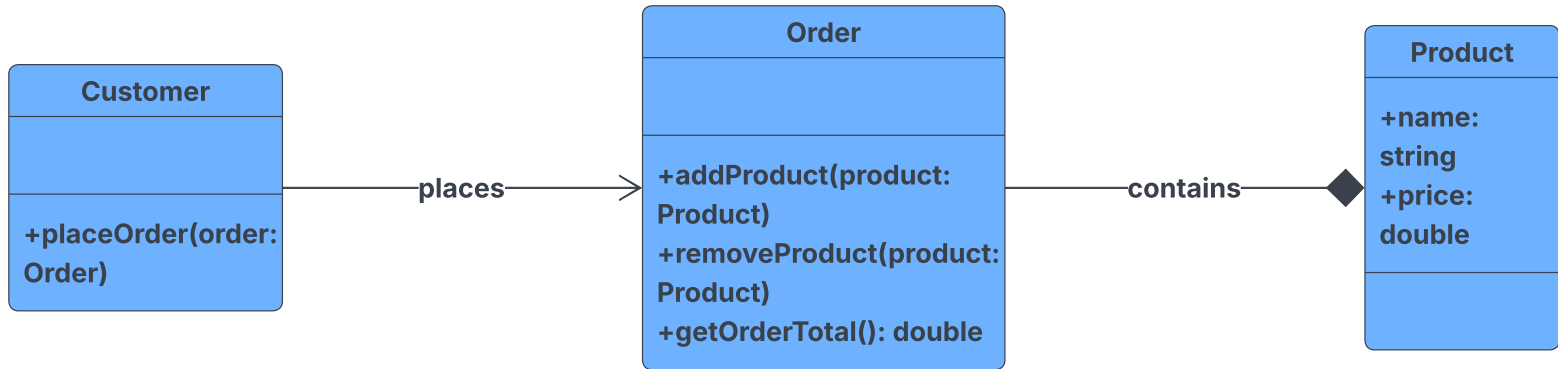 Customer
+placeOrder(order:
Order)
places
Order
+addProduct(product:
Product)
+removeProduct(product:
Product)
+getOrderTotal(): double
contains
Product
+name:
string
+price:
double